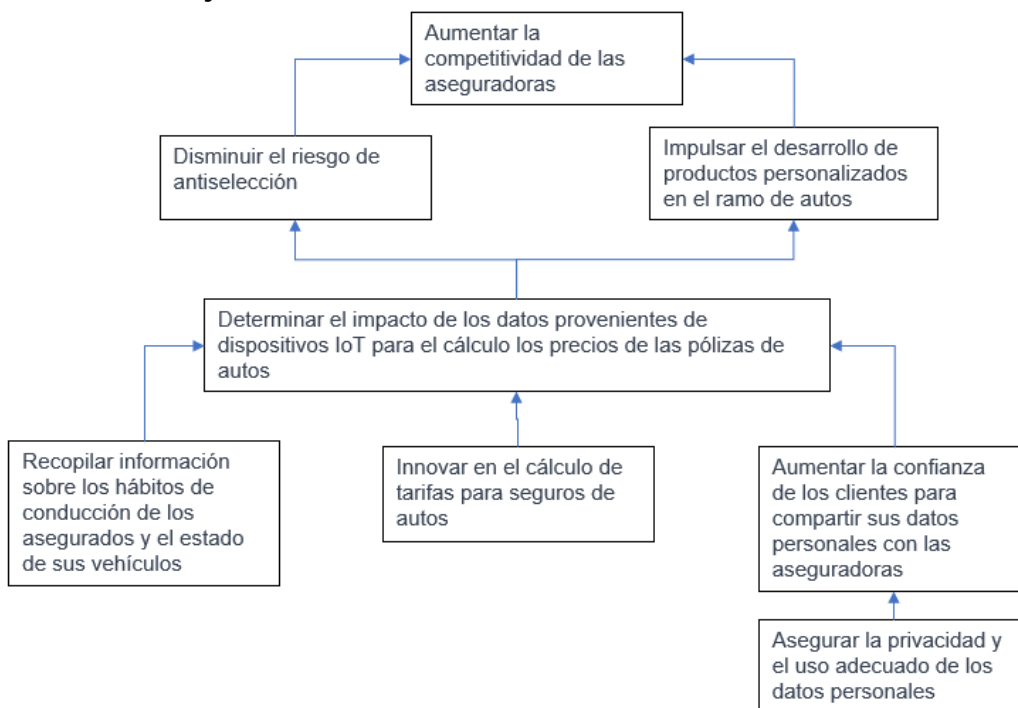 Aumentar la
competitividad de las
aseguradoras
Disminuir el riesgo de
antiselección
Impulsar el desarrollo de
productos personalizados
en el ramo de autos
Determinar el impacto de los datos provenientes de
dispositivos IoT para el cálculo los precios de las pólizas de
autos
Recopilar información
sobre los hábitos de
conducción de los
asegurados y el estado
de sus vehículos
Innovar en el cálculo de
tarifas para seguros de
autos
Aumentar la confianza
de los clientes para
compartir sus datos
personales con las
aseguradoras
Asegurar la privacidad y
el uso adecuado de los
datos personales